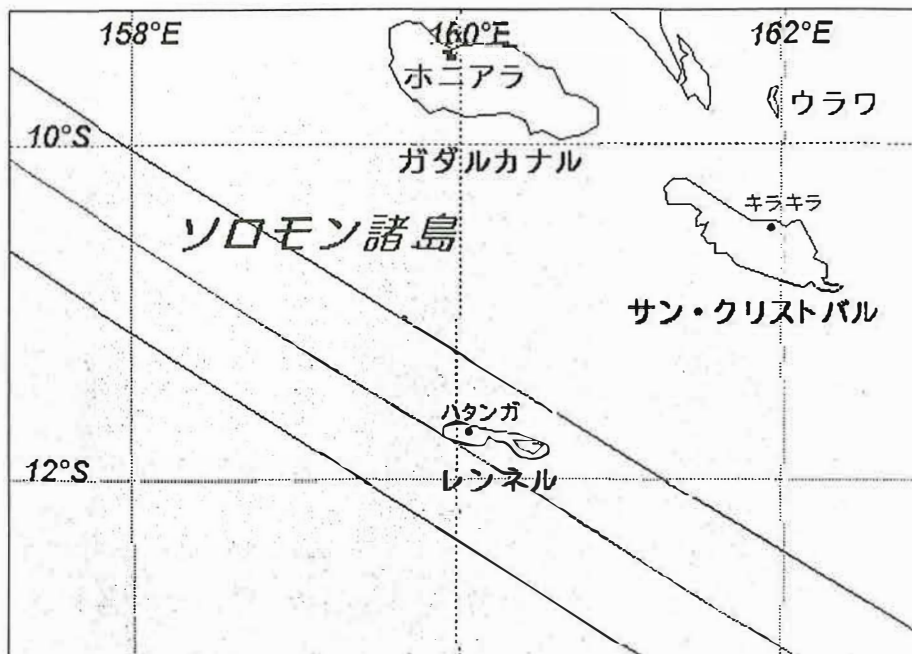 158°E
160°E
162°E
ホニアラ
ウラワ
10°S
ガダルカナル
キラキラ
ソロモン諸島
サン・クリストバル
ハタンガ
12°S
レンネル